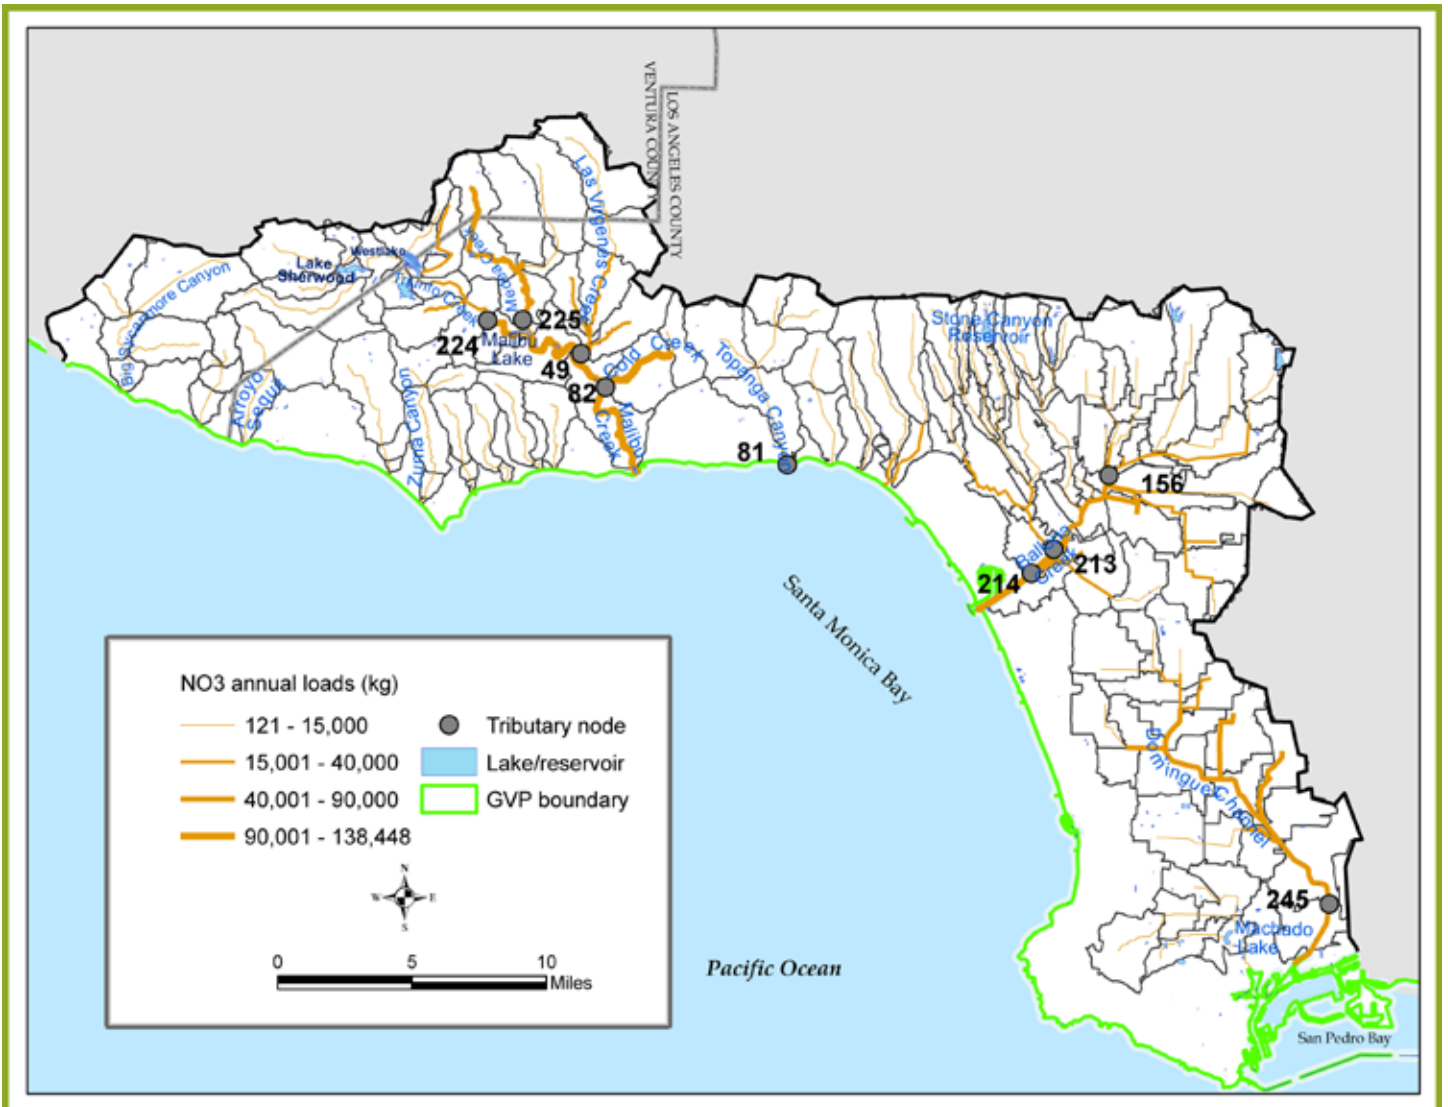 VENTURA COUNTY
LOS ANGELES COUNTY
Las Virgenes Creek
Medea Creek
Westlake
Lake
Sherwood
Triunfo Creek
Big Sycamore Canyon
Arroyo
Sequit
Zuma Canyon
224
225
Malibu
Lake
49
Cold Creek
82
Malibu
Creek
Topanga Canyon
81
Stone Canyon
Reservoir
156
Ballona
Creek
213
214
Santa Monica Bay
Dominguez Channel
245
Machado
Lake
San Pedro Bay
Pacific Ocean
NO3 annual loads (kg)
121 - 15,000
15,001 - 40,000
40,001 - 90,000
90,001 - 138,448
Tributary node
Lake/reservoir
GVP boundary
N
W E
S
0 5 10
Miles